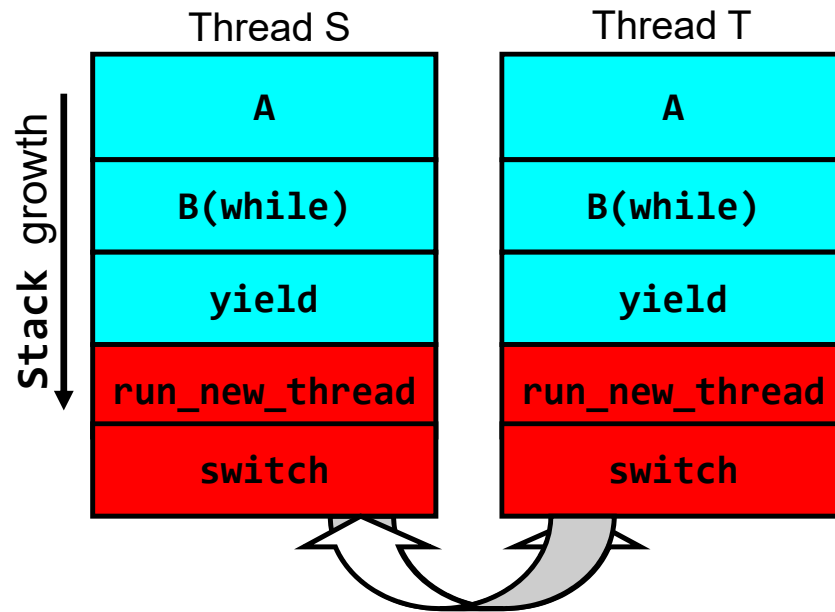 Thread S
Thread T
Stack growth
A
B(while)
yield
run_new_thread
switch
A
B(while)
yield
run_new_thread
switch